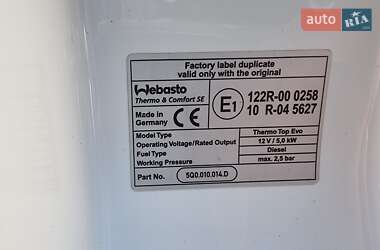 auto RIA.com
Factory label duplicate
valid only with the original
Webasto
Thermo & Comfort SE
Made in
Germany
CE
E1
122R-00 0258
10 R-04 5627
Model Type Thermo Top Evo
Operating Voltage/Rated Output 12 V / 5,0 kW
Fuel Type Diesel
Working Pressure max. 2,5 bar
Part No. 5Q0.010.014.D